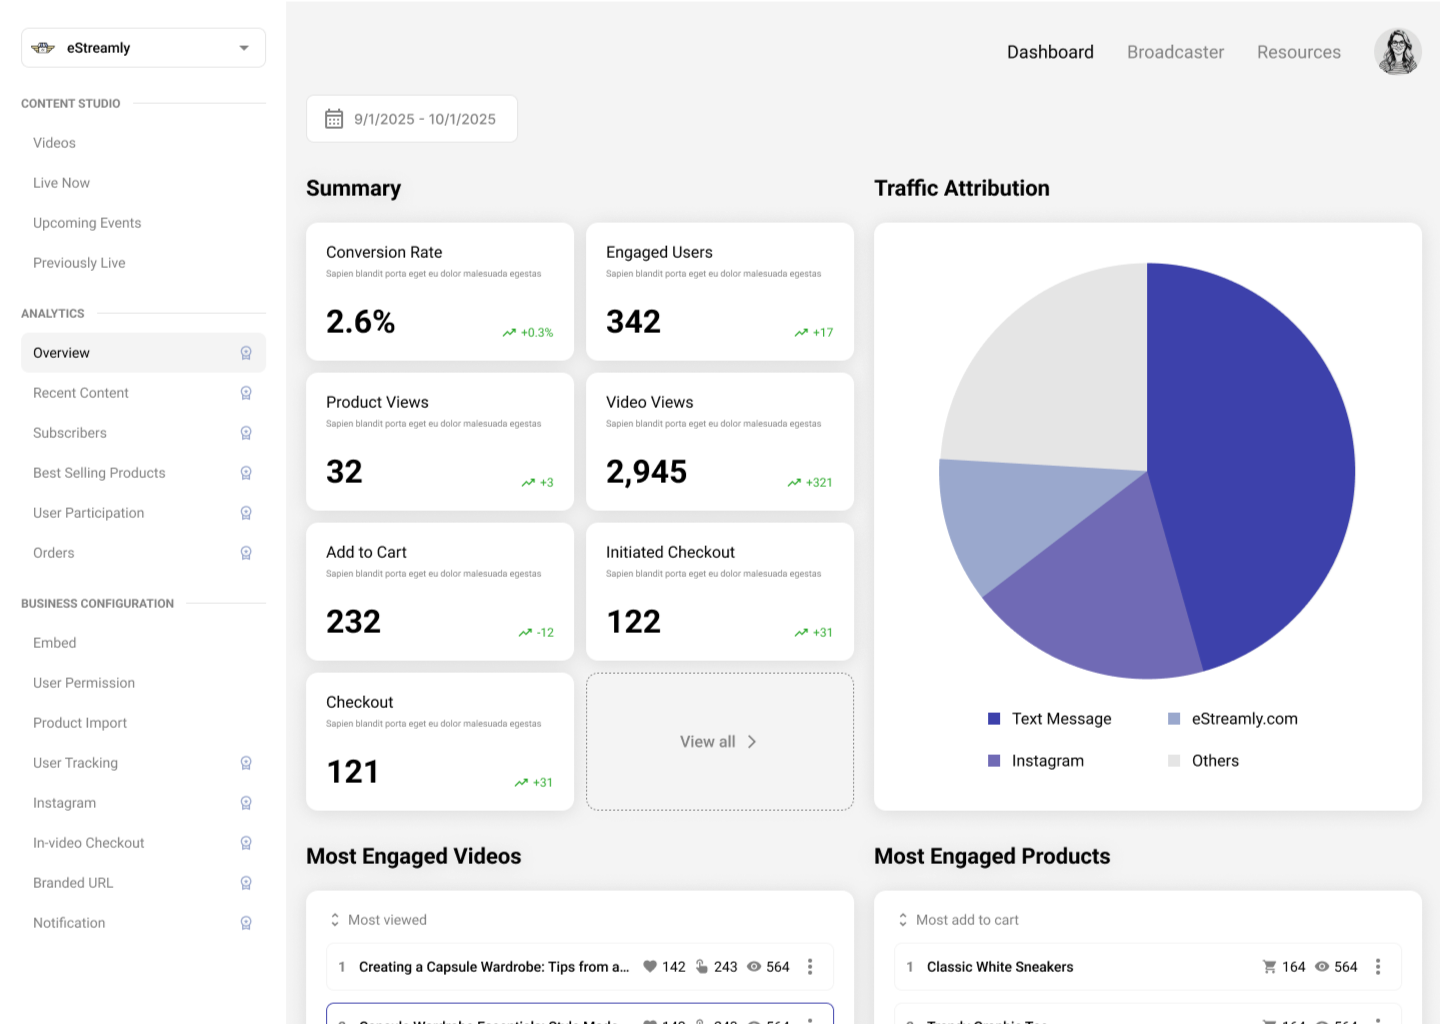 eStreamly
CONTENT STUDIO
Videos
Live Now
Upcoming Events
Previously Live
ANALYTICS
Overview
Recent Content
Subscribers
Best Selling Products
User Participation
Orders
BUSINESS CONFIGURATION
Embed
User Permission
Product Import
User Tracking
Instagram
In-video Checkout
Branded URL
Notification
Dashboard Broadcaster Resources
9/1/2025 - 10/1/2025
Summary
Conversion Rate
Sapien blandit porta eget eu dolor malesuada egestas
2.6% +0.3%
Engaged Users
Sapien blandit porta eget eu dolor malesuada egestas
342 +17
Product Views
Sapien blandit porta eget eu dolor malesuada egestas
32 +3
Video Views
Sapien blandit porta eget eu dolor malesuada egestas
2,945 +321
Add to Cart
Sapien blandit porta eget eu dolor malesuada egestas
232 -12
Initiated Checkout
Sapien blandit porta eget eu dolor malesuada egestas
122 +31
Checkout
Sapien blandit porta eget eu dolor malesuada egestas
121 +31
View all
Traffic Attribution
Text Message eStreamly.com
Instagram Others
Most Engaged Videos
Most viewed
1 Creating a Capsule Wardrobe: Tips from a... 142 243 564
Most Engaged Products
Most add to cart
1 Classic White Sneakers 164 564